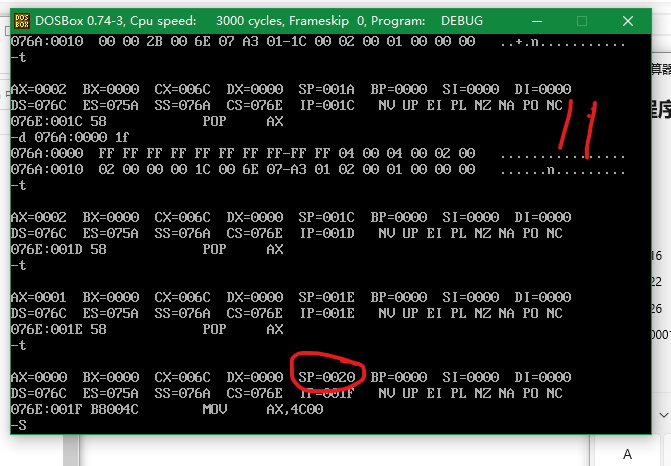 DOSBox 0.74-3, Cpu speed: 3000 cycles, Frameskip 0, Program: DEBUG
076A:0010 00 00 2B 00 6E 07 A3 01-1C 00 02 00 01 00 00 00 ..+.n...........
-t
AX=0002 BX=0000 CX=006C DX=0000 SP=001A BP=0000 SI=0000 DI=0000
DS=076C ES=075A SS=076A CS=076E IP=001C NV UP EI PL NZ NA PO NC
076E:001C 58 POP AX
-d 076A:0000 1f
076A:0000 FF FF FF FF FF FF FF FF-FF FF 04 00 04 00 02 00 ................
076A:0010 02 00 00 00 1C 00 6E 07-A3 01 02 00 01 00 00 00 ......n.........
-t
AX=0002 BX=0000 CX=006C DX=0000 SP=001C BP=0000 SI=0000 DI=0000
DS=076C ES=075A SS=076A CS=076E IP=001D NV UP EI PL NZ NA PO NC
076E:001D 58 POP AX
-t
AX=0001 BX=0000 CX=006C DX=0000 SP=001E BP=0000 SI=0000 DI=0000
DS=076C ES=075A SS=076A CS=076E IP=001E NV UP EI PL NZ NA PO NC
076E:001E 58 POP AX
-t
AX=0000 BX=0000 CX=006C DX=0000 SP=0020 BP=0000 SI=0000 DI=0000
DS=076C ES=075A SS=076A CS=076E IP=001F NV UP EI PL NZ NA PO NC
076E:001F B8004C MOV AX,4C00
-S
算器
程序
16
22
26
0001
A